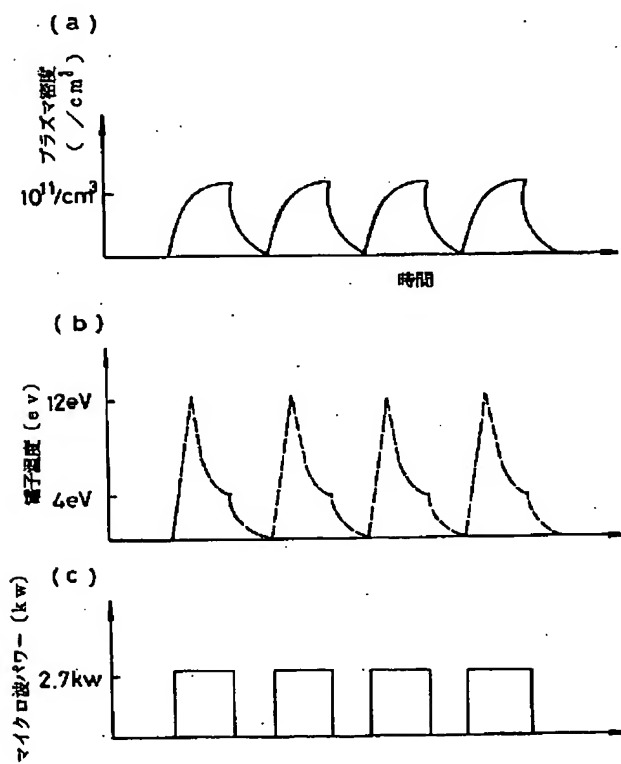 (a)
プラズマ密度
( /cm³)
10¹¹/cm³
時間
(b)
電子温度(ev)
12eV
4eV
(c)
マイクロ波パワー(kw)
2.7kw